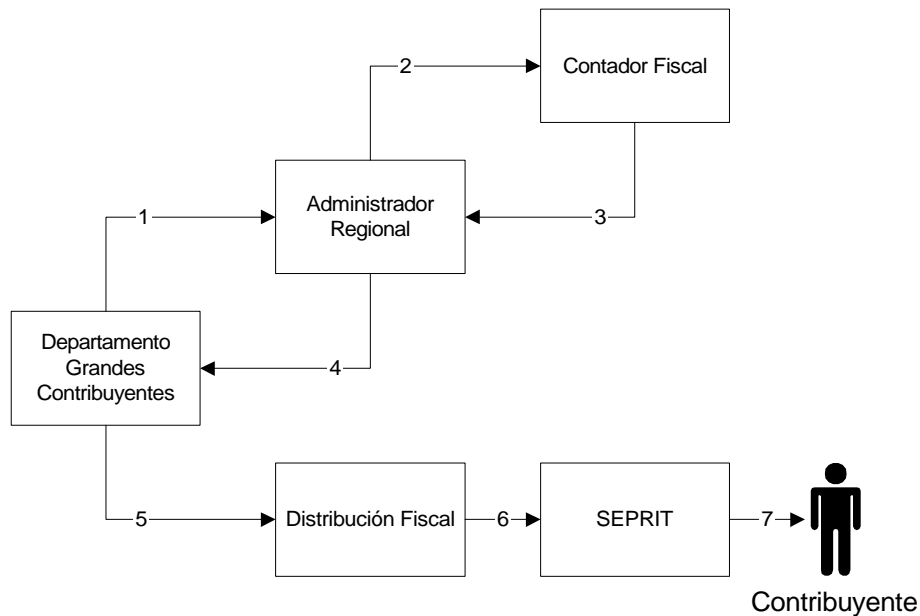 2
Contador Fiscal
Administrador
Regional
1
3
Departamento
Grandes
Contribuyentes
4
5
Distribución Fiscal
6
SEPRIT
7
Contribuyente